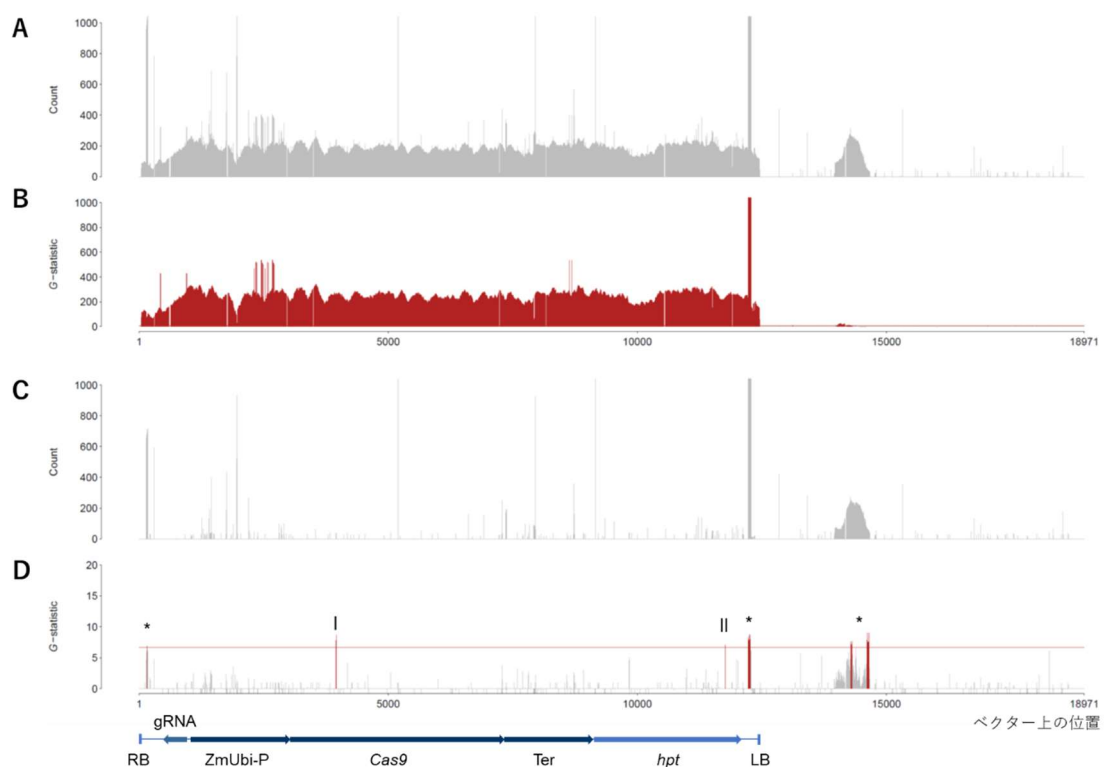 A
1000
800
600
400
200
0
Count
B
1000
800
600
400
200
0
G-statistic
1
5000
10000
15000
18971
C
1000
800
600
400
200
0
Count
D
20
15
10
5
0
G-statistic
*
I
II
*
*
1
5000
10000
15000
18971
ベクター上の位置
gRNA
RB
ZmUbi-P
Cas9
Ter
hpt
LB